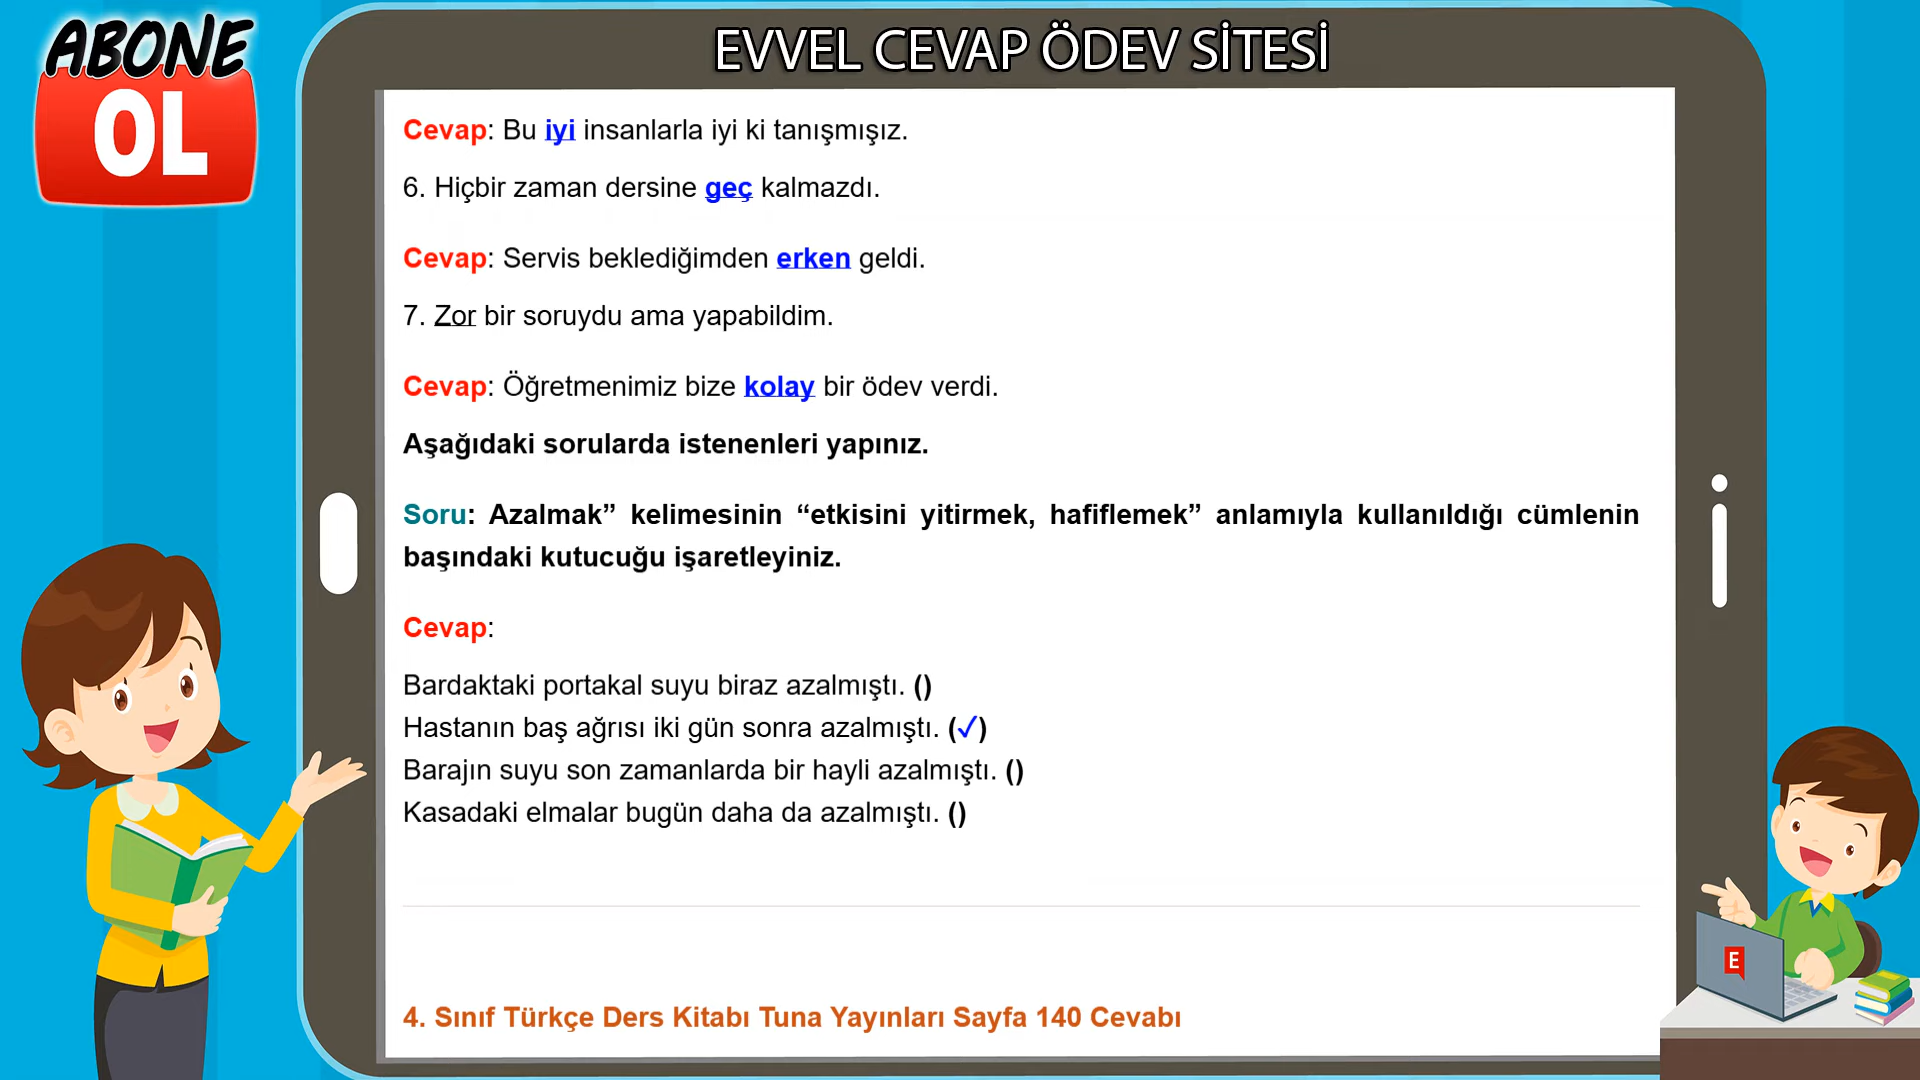 ABONE
OL
EVVEL CEVAP ÖDEV SİTESİ
Cevap: Bu iyi insanlarla iyi ki tanışmışız.
6. Hiçbir zaman dersine geç kalmazdı.
Cevap: Servis beklediğimden erken geldi.
7. Zor bir soruydu ama yapabildim.
Cevap: Öğretmenimiz bize kolay bir ödev verdi.
Aşağıdaki sorularda istenenleri yapınız.
Soru: Azalmak” kelimesinin “etkisini yitirmek, hafiflemek” anlamıyla kullanıldığı cümlenin
başındaki kutucuğu işaretleyiniz.
Cevap:
Bardaktaki portakal suyu biraz azalmıştı. ()
Hastanın baş ağrısı iki gün sonra azalmıştı. (✓)
Barajın suyu son zamanlarda bir hayli azalmıştı. ()
Kasadaki elmalar bugün daha da azalmıştı. ()
E
4. Sınıf Türkçe Ders Kitabı Tuna Yayınları Sayfa 140 Cevabı